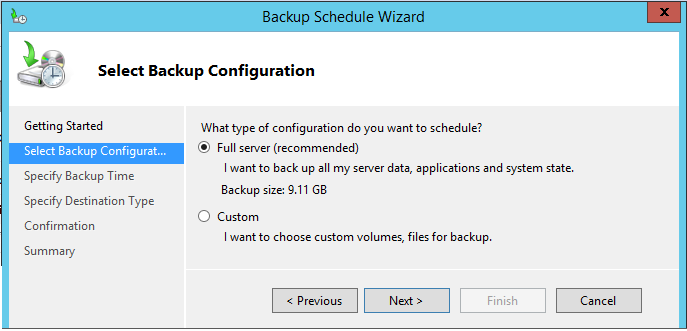 Backup Schedule Wizard
x
Select Backup Configuration
Getting Started
Select Backup Configurat...
Specify Backup Time
Specify Destination Type
Confirmation
Summary
What type of configuration do you want to schedule?
Full server (recommended)
I want to back up all my server data, applications and system state.
Backup size: 9.11 GB
Custom
I want to choose custom volumes, files for backup.
< Previous
Next >
Finish
Cancel